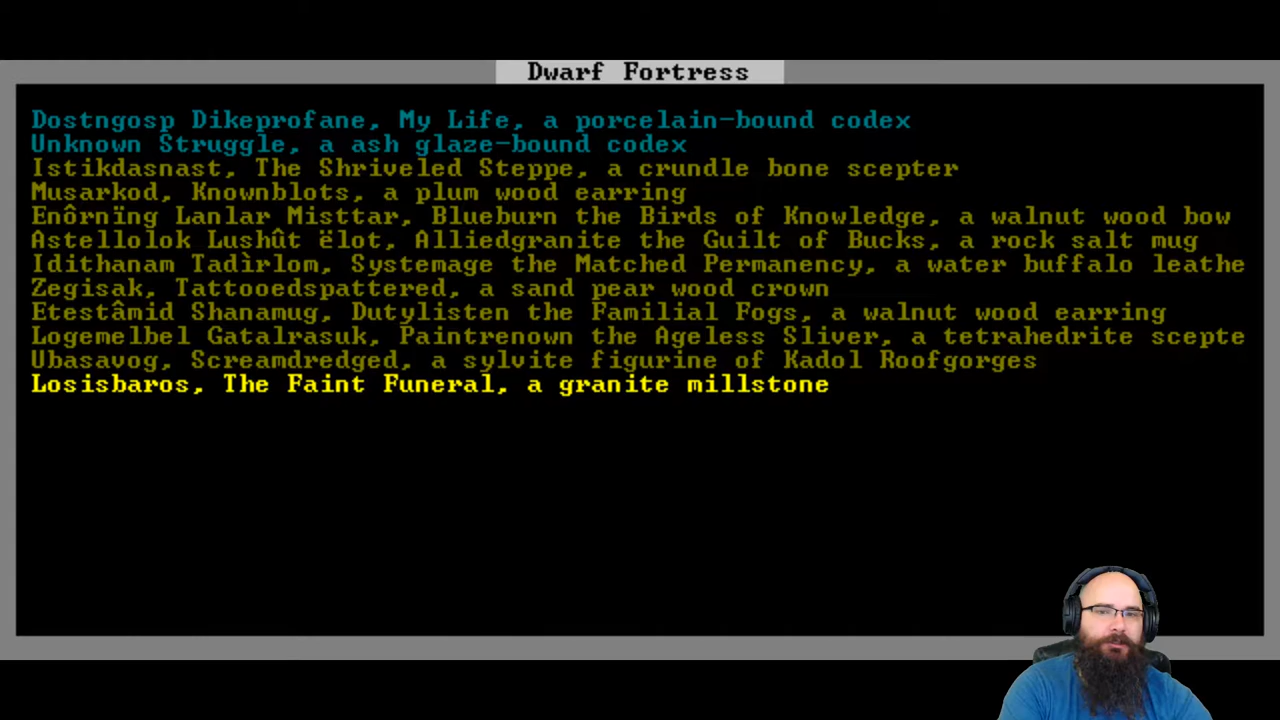 Dwarf Fortress
Dostngosp Dikeprofane, My Life, a porcelain-bound codex
Unknown Struggle, a ash glaze-bound codex
Istikdasnast, The Shriveled Steppe, a crundle bone scepter
Musarkod, Knownblots, a plum wood earring
Enôrnïng Lanlar Misttar, Blueburn the Birds of Knowledge, a walnut wood bow
Astellolok Lushût ëlot, Alliedgranite the Guilt of Bucks, a rock salt mug
Idithanam Tadìrlom, Systemage the Matched Permanency, a water buffalo leathe
Zegisak, Tattooedspattered, a sand pear wood crown
Etestâmid Shanamug, Dutylisten the Familial Fogs, a walnut wood earring
Logemelbel Gatalrasuk, Paintrenown the Ageless Sliver, a tetrahedrite scepte
Ubasavog, Screamdredged, a sylvite figurine of Kadol Roofgorges
Losisbaros, The Faint Funeral, a granite millstone